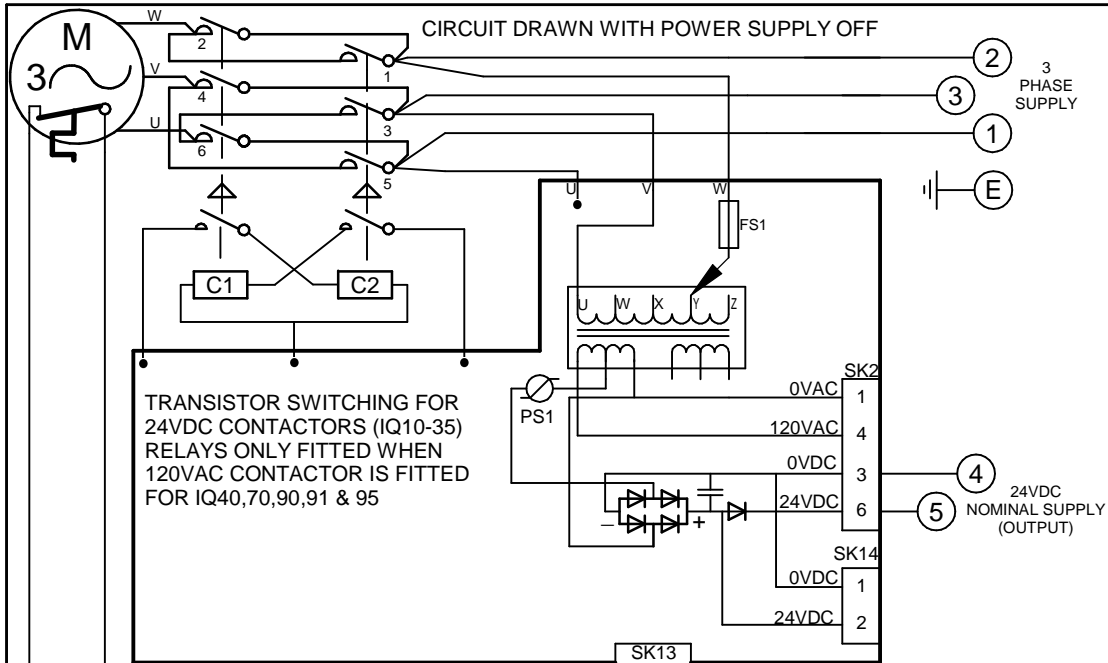 CIRCUIT DRAWN WITH POWER SUPPLY OFF
W
M
3
V
U
2
1
4
3
6
5
2
3
1
E
3
PHASE
SUPPLY
U
V
W
FS1
C1
C2
U
W
X
Y
Z
TRANSISTOR SWITCHING FOR
24VDC CONTACTORS (IQ10-35)
RELAYS ONLY FITTED WHEN
120VAC CONTACTOR IS FITTED
FOR IQ40,70,90,91 & 95
PS1
SK2
0VAC 1
120VAC 4
0VDC 3
24VDC 6
4
5
24VDC
NOMINAL SUPPLY
(OUTPUT)
– +
SK14
0VDC 1
24VDC 2
SK13